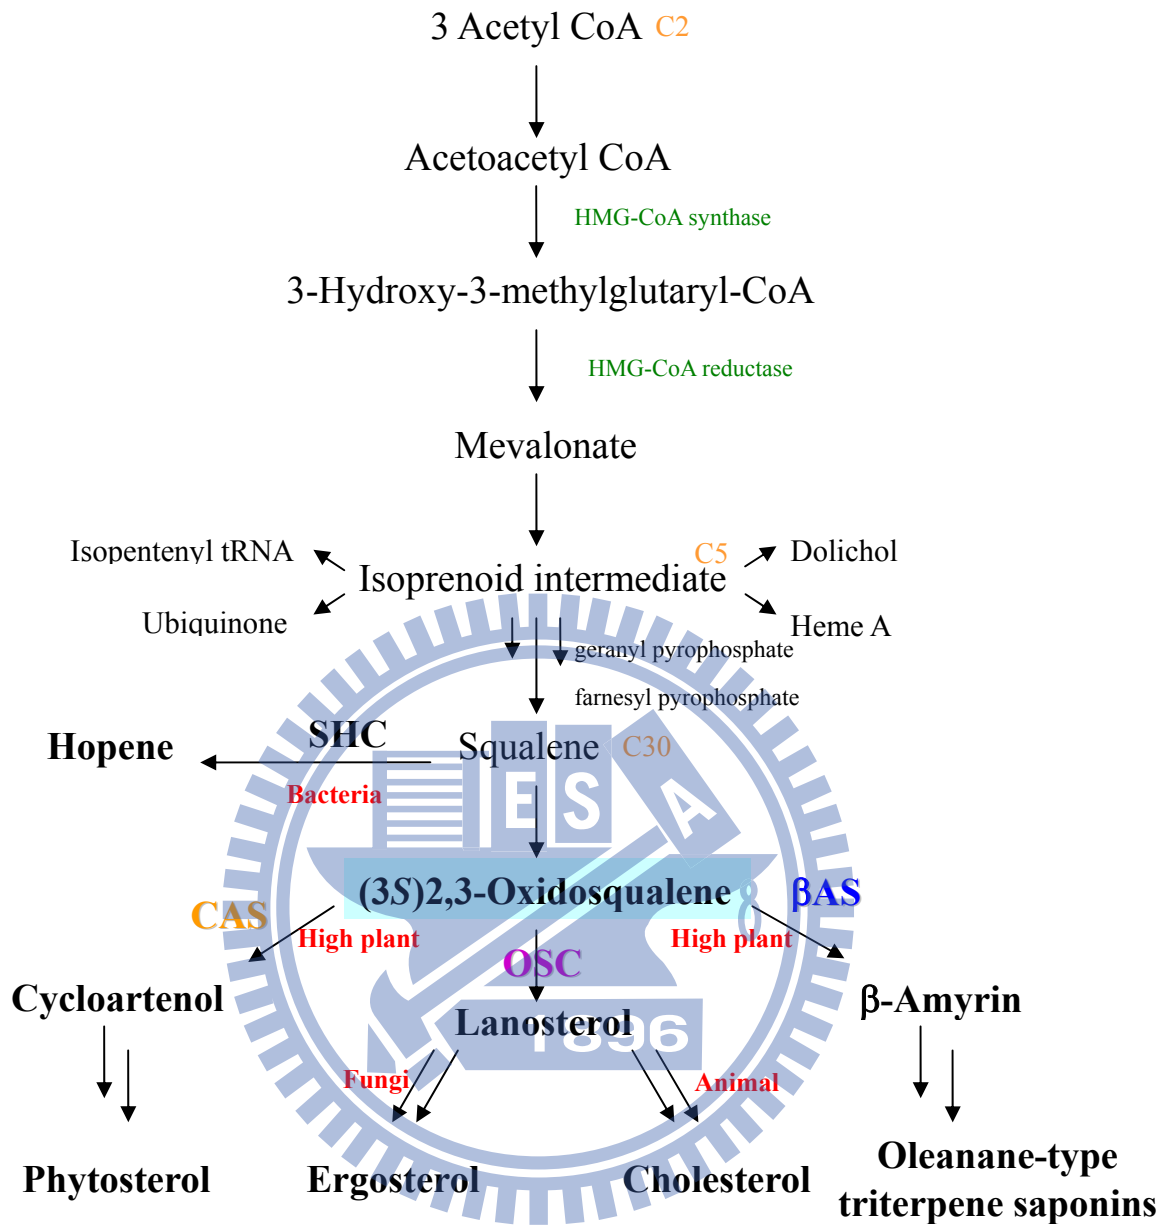 3 Acetyl CoA C2
Acetoacetyl CoA
HMG-CoA synthase
3-Hydroxy-3-methylglutaryl-CoA
HMG-CoA reductase
Mevalonate
Isopentenyl tRNA
C5
Dolichol
Isoprenoid intermediate
Ubiquinone
Heme A
geranyl pyrophosphate
farnesyl pyrophosphate
Hopene
SHC
Squalene C30
Bacteria
E S A
(3S)2,3-Oxidosqualene
8
CAS
βAS
High plant
High plant
OSC
Cycloartenol
Lanosterol
β-Amyrin
1896
Fungi
Animal
Phytosterol
Ergosterol
Cholesterol
Oleanane-type
triterpene saponins